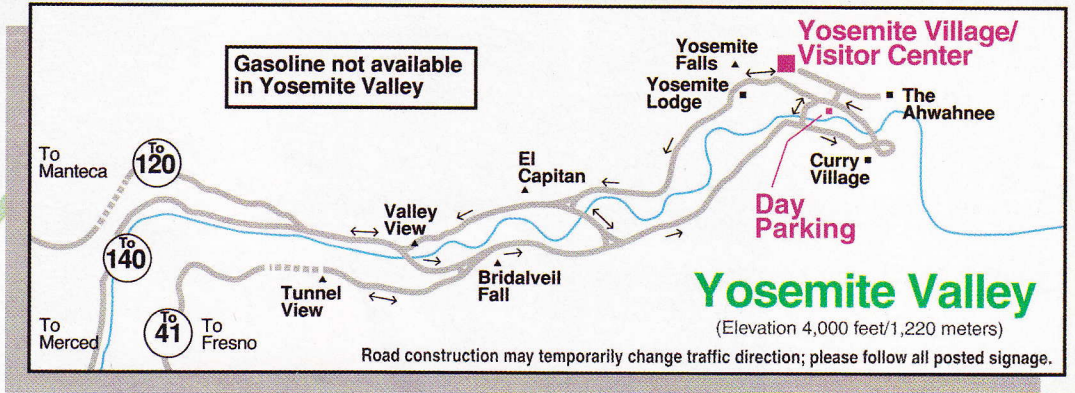 Gasoline not available
in Yosemite Valley
Yosemite Village/
Visitor Center
Yosemite
Falls
Yosemite
Lodge
The
Ahwahnee
Curry
Village
Day
Parking
El
Capitan
Valley
View
Bridalveil
Fall
Tunnel
View
To
Manteca
To
120
To
140
To
Merced
To
41
To
Fresno
Yosemite Valley
(Elevation 4,000 feet/1,220 meters)
Road construction may temporarily change traffic direction; please follow all posted signage.